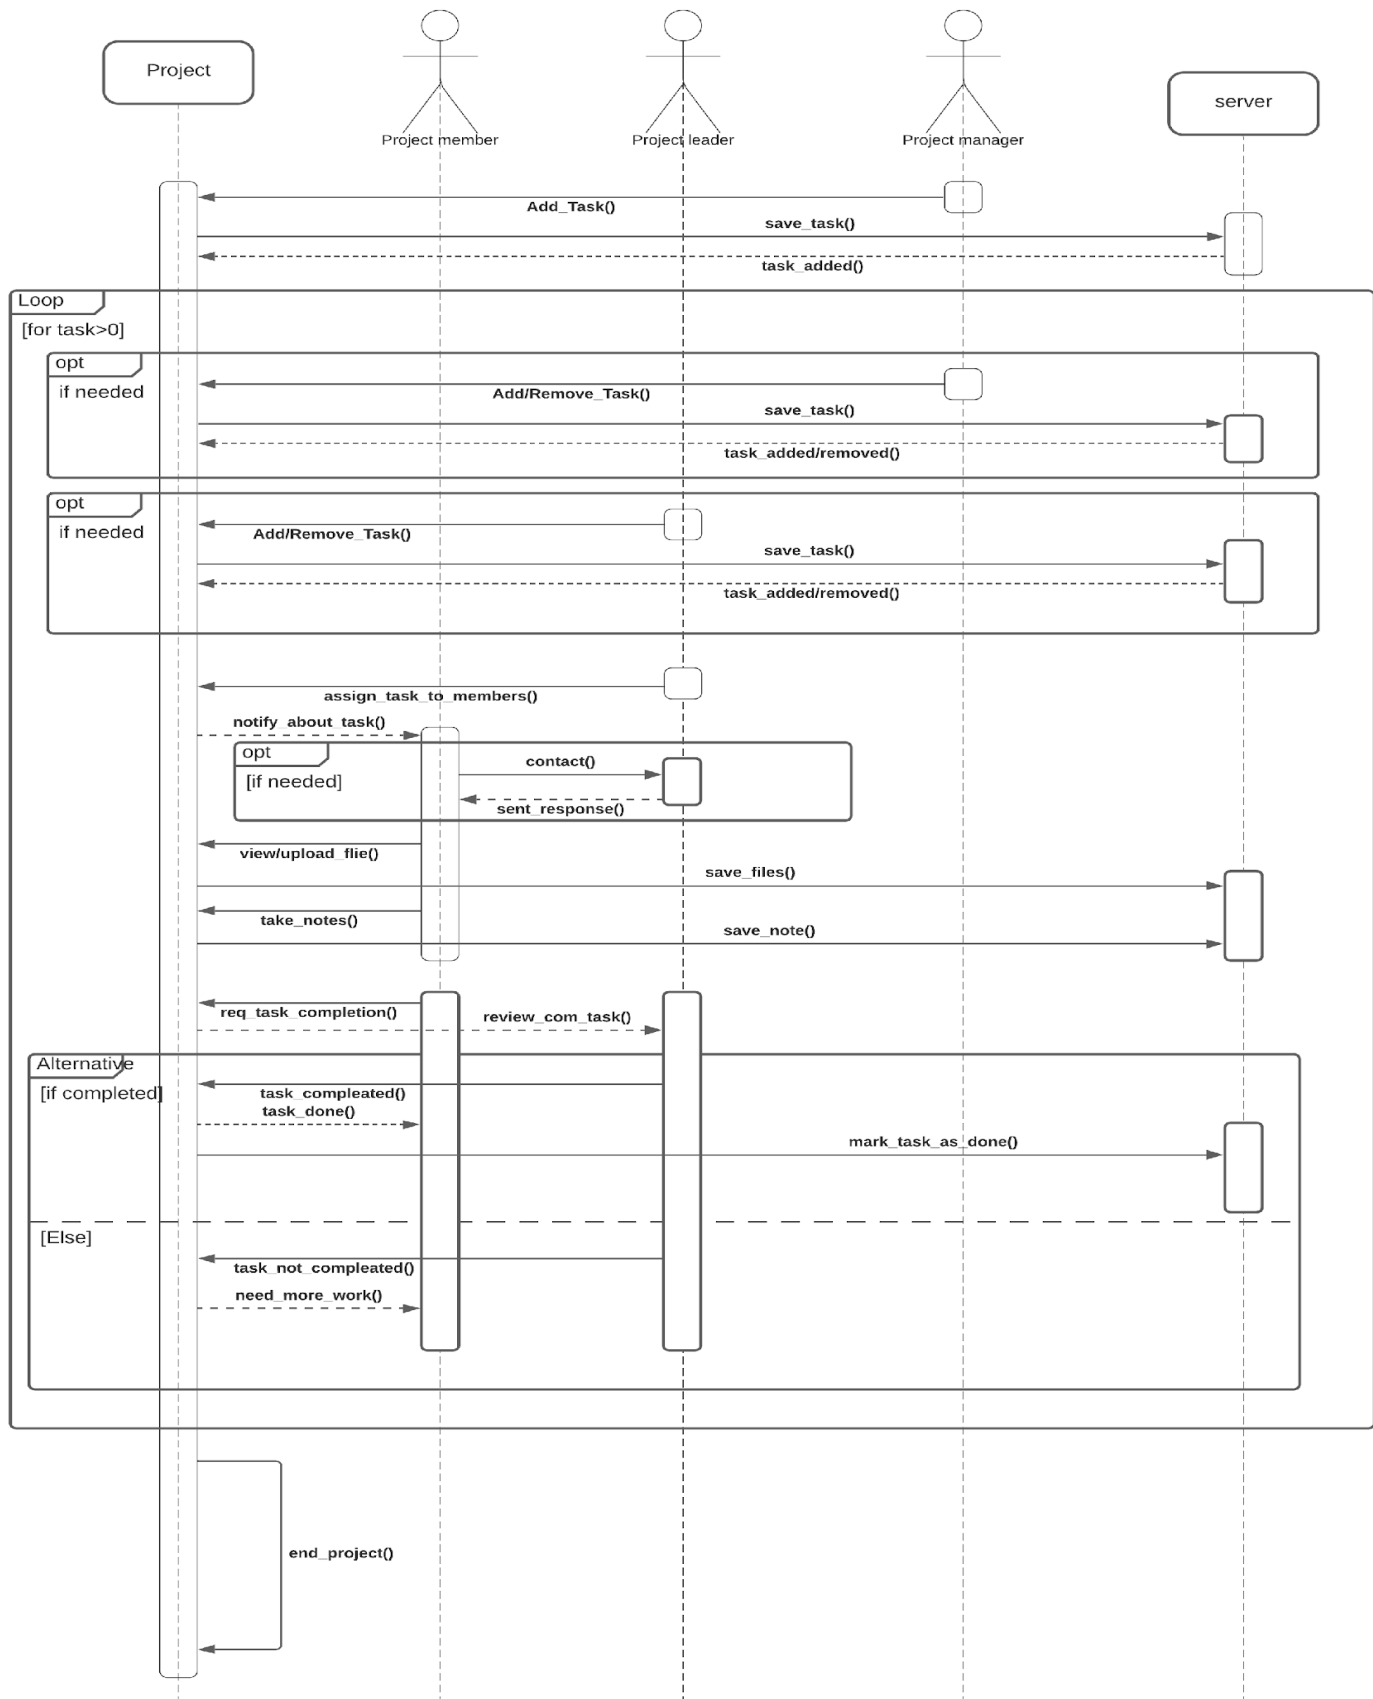 Project
Project member
Project leader
Project manager
server
Add_Task()
save_task()
task_added()
Loop
[for task>0]
opt
if needed
Add/Remove_Task()
save_task()
task_added/removed()
opt
if needed
Add/Remove_Task()
save_task()
task_added/removed()
assign_task_to_members()
notify_about_task()
opt
[if needed]
contact()
sent_response()
view/upload_flie()
save_files()
take_notes()
save_note()
req_task_completion()
review_com_task()
Alternative
[if completed]
task_compleated()
task_done()
mark_task_as_done()
[Else]
task_not_compleated()
need_more_work()
end_project()